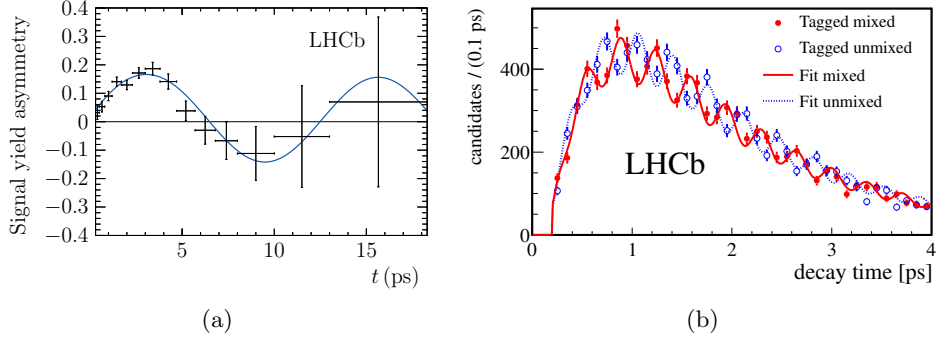 Signal yield asymmetry
0.4
0.3
0.2
0.1
0
−0.1
−0.2
−0.3
−0.4
LHCb
5
10
15
t (ps)
(a)
candidates / (0.1 ps)
400
200
0
Tagged mixed
Tagged unmixed
Fit mixed
Fit unmixed
LHCb
0
1
2
3
4
decay time [ps]
(b)